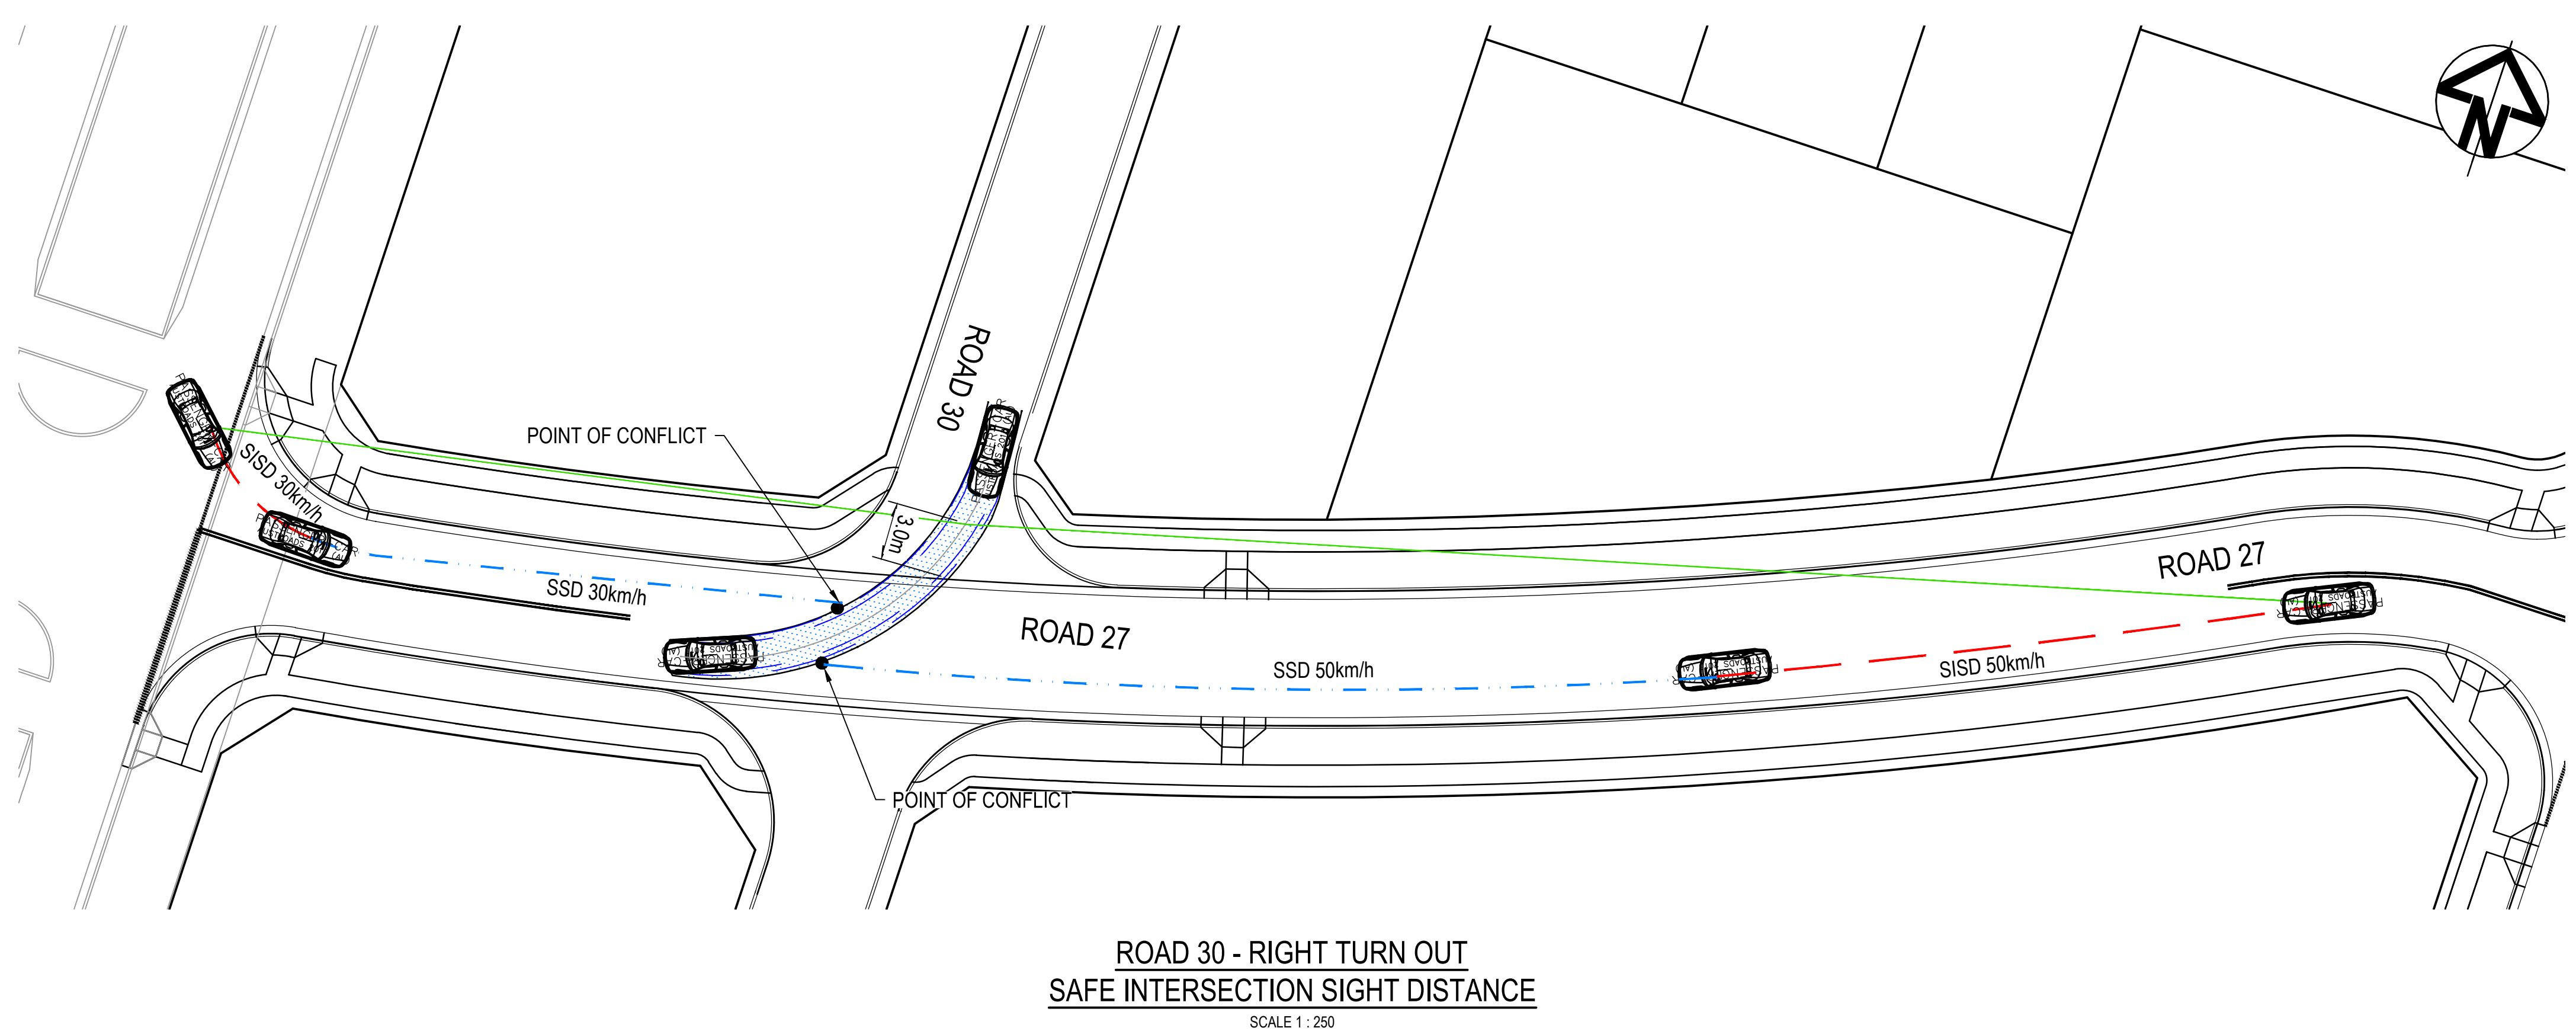 N
ROAD 30
POINT OF CONFLICT
SISD 30km/h
3.0m
ROAD 27
SSD 30km/h
ROAD 27
SSD 50km/h
SISD 50km/h
POINT OF CONFLICT
ROAD 30 - RIGHT TURN OUT
SAFE INTERSECTION SIGHT DISTANCE
SCALE 1 : 250